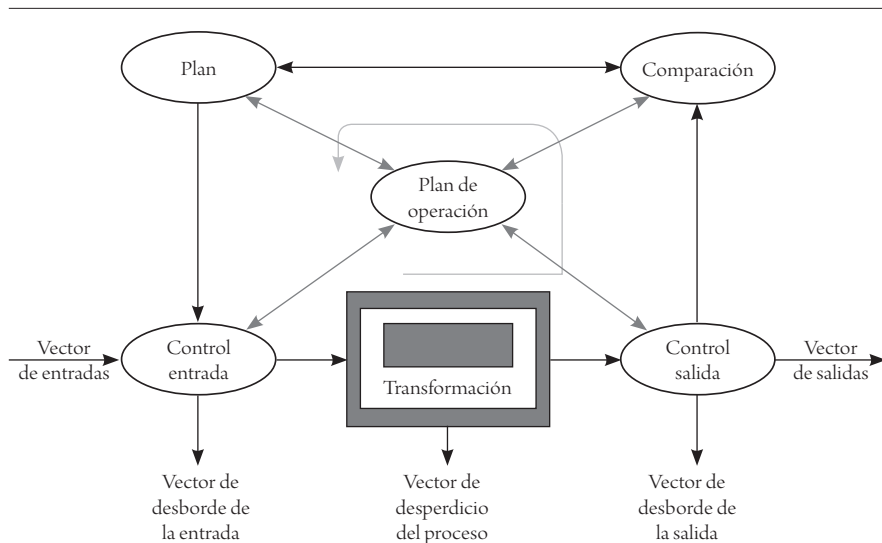 Plan
Comparación
Plan de
operación
Vector
de entradas
Control
entrada
Transformación
Control
salida
Vector
de salidas
Vector de
desborde de
la entrada
Vector de
desperdicio
del proceso
Vector de
desborde de
la salida